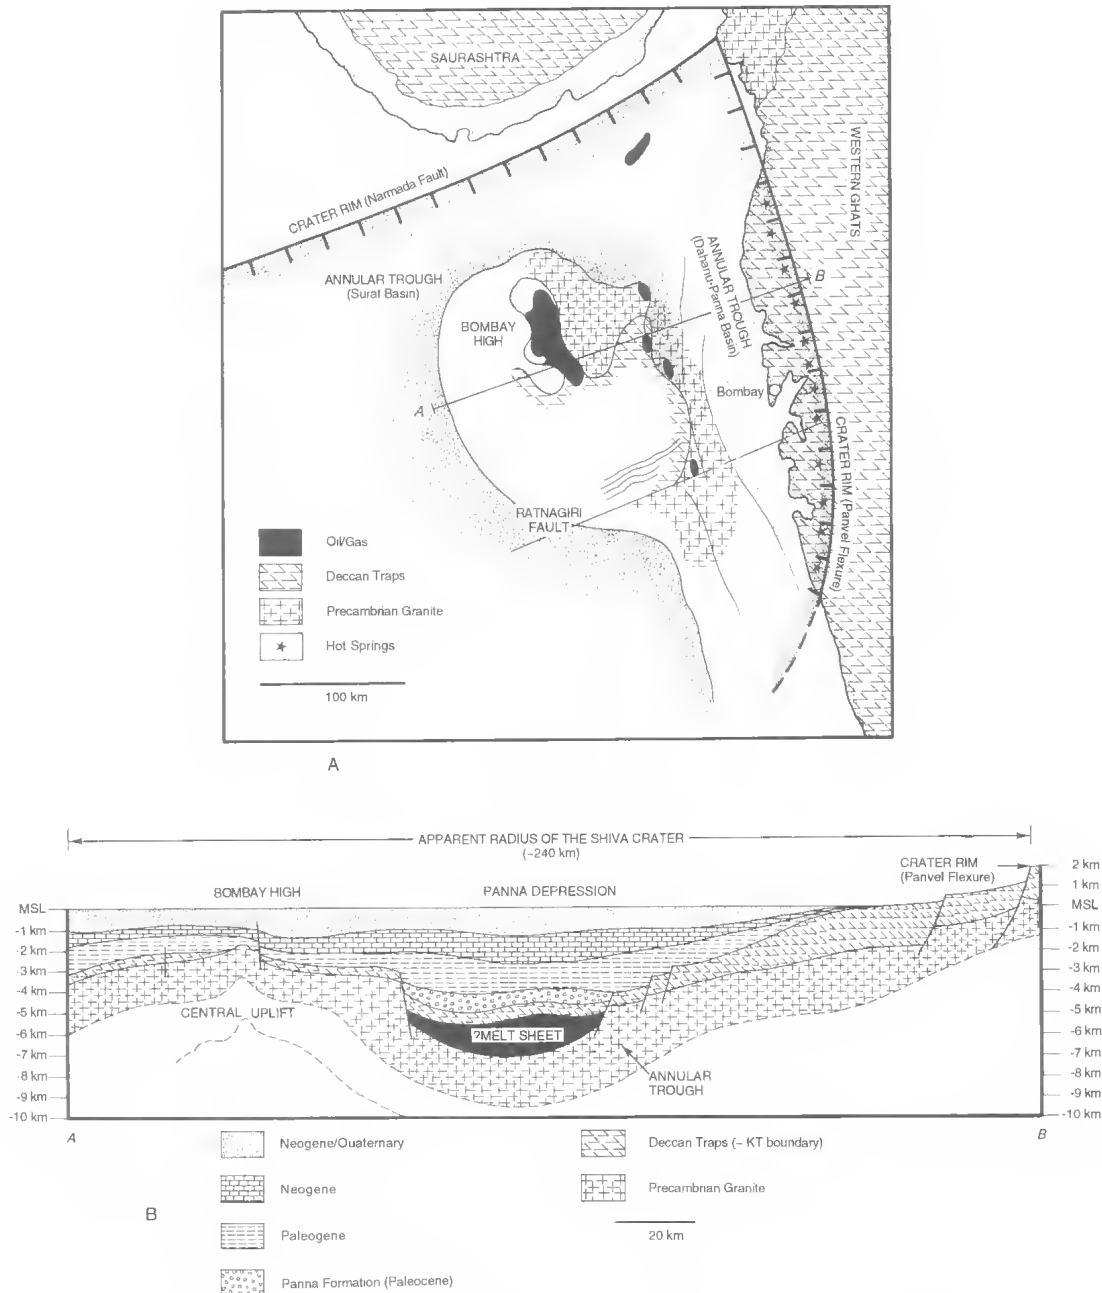 SAURASHTRA
CRATER RIM (Narmada Fault)
WESTERN GHATS
ANNULAR TROUGH
(Surat Basin)
ANNULAR TROUGH
(Dahanu-Panna Basin)
B
BOMBAY
HIGH
A
Bombay
CRATER RIM (Panvel Flexure)
RATNAGIRI
FAULT
Oil/Gas
Deccan Traps
Precambrian Granite
Hot Springs
100 km
A
APPARENT RADIUS OF THE SHIVA CRATER
(~240 km)
CRATER RIM
(Panvel Flexure)
BOMBAY HIGH
PANNA DEPRESSION
MSL
-1 km
-2 km
-3 km
-4 km
-5 km
-6 km
-7 km
-8 km
-9 km
-10 km
2 km
1 km
MSL
-1 km
-2 km
-3 km
-4 km
-5 km
-6 km
-7 km
-8 km
-9 km
-10 km
CENTRAL UPLIFT
?MELT SHEET
ANNULAR
TROUGH
A
B
Neogene/Quaternary
Neogene
Paleogene
Panna Formation (Paleocene)
Deccan Traps (~ KT boundary)
Precambrian Granite
20 km
B